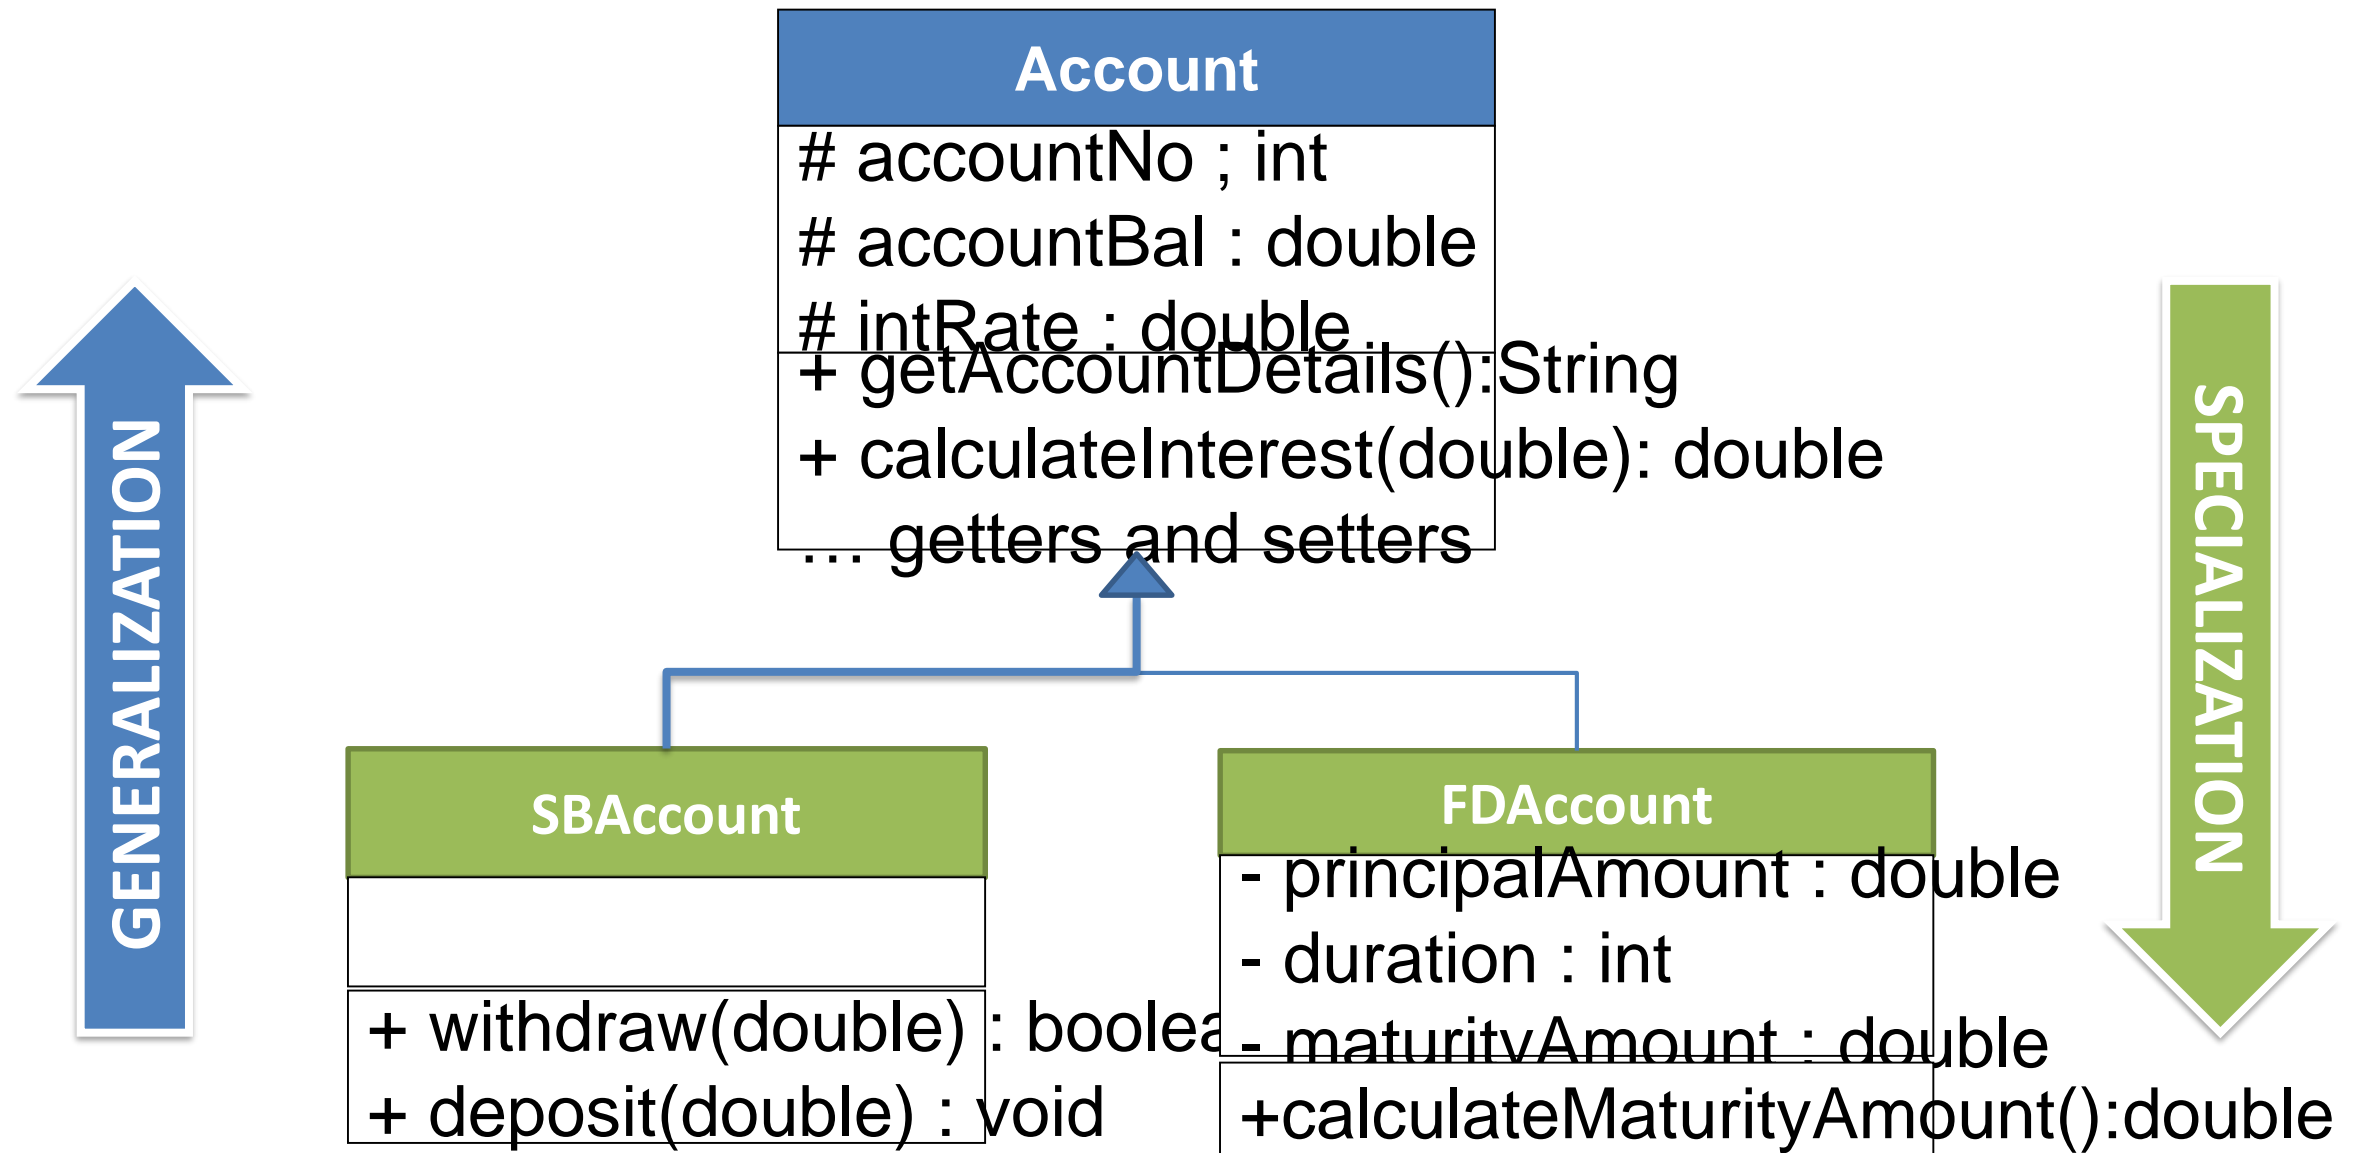 Account
# accountNo ; int
# accountBal : double
# intRate : double
+ getAccountDetails():String
+ calculateInterest(double): double
… getters and setters
GENERALIZATION
SPECIALIZATION
SBAccount
+ withdraw(double) : boolea
+ deposit(double) : void
FDAccount
- principalAmount : double
- duration : int
- maturityAmount : double
+calculateMaturityAmount():double